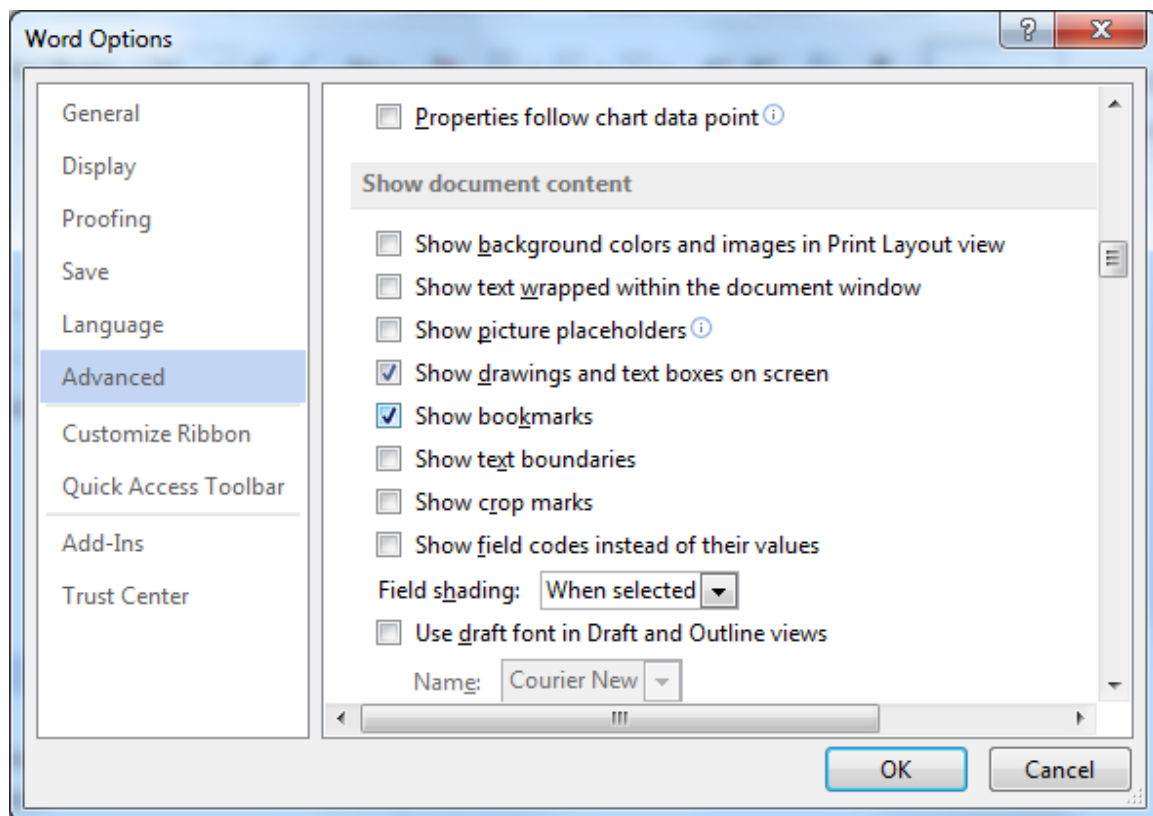 Word Options
General
Display
Proofing
Save
Language
Advanced
Customize Ribbon
Quick Access Toolbar
Add-Ins
Trust Center
Properties follow chart data point
Show document content
Show background colors and images in Print Layout view
Show text wrapped within the document window
Show picture placeholders
Show drawings and text boxes on screen
Show bookmarks
Show text boundaries
Show crop marks
Show field codes instead of their values
Field shading: When selected
Use draft font in Draft and Outline views
Name: Courier New
OK Cancel